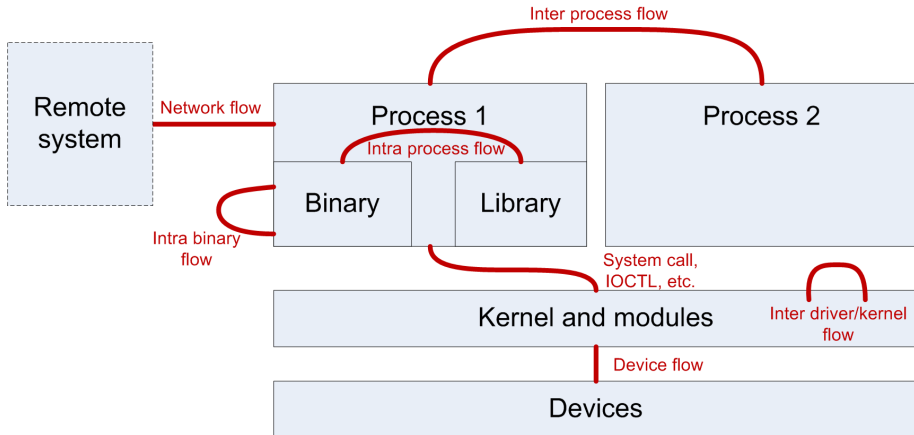 Inter process flow
Remote
system
Network flow
Process 1
Process 2
Intra process flow
Binary
Library
Intra binary
flow
System call,
IOCTL, etc.
Kernel and modules
Inter driver/kernel
flow
Device flow
Devices